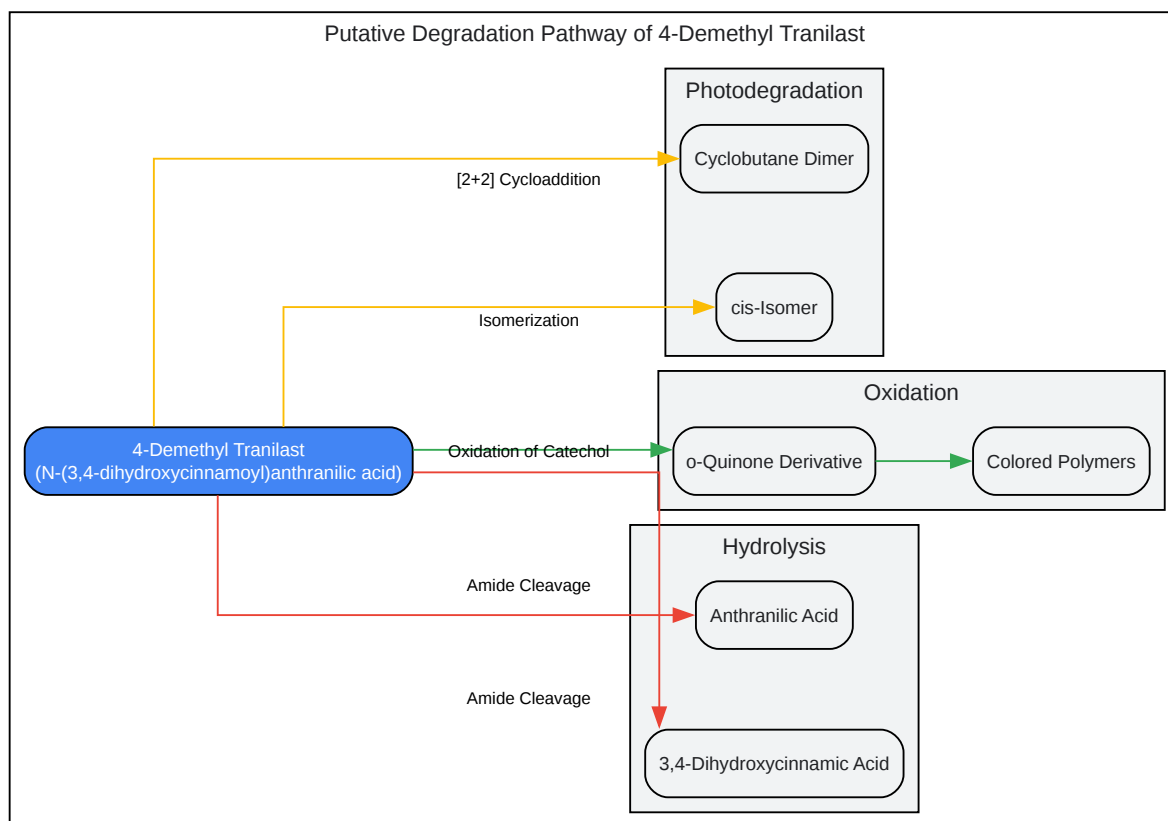 Putative Degradation Pathway of 4-Demethyl Tranilast
Photodegradation
Cyclobutane Dimer
[2+2] Cycloaddition
cis-Isomer
Isomerization
Oxidation
4-Demethyl Tranilast
(N-(3,4-dihydroxycinnamoyl)anthranilic acid)
Oxidation of Catechol
o-Quinone Derivative
Colored Polymers
Hydrolysis
Amide Cleavage
Anthranilic Acid
Amide Cleavage
3,4-Dihydroxycinnamic Acid